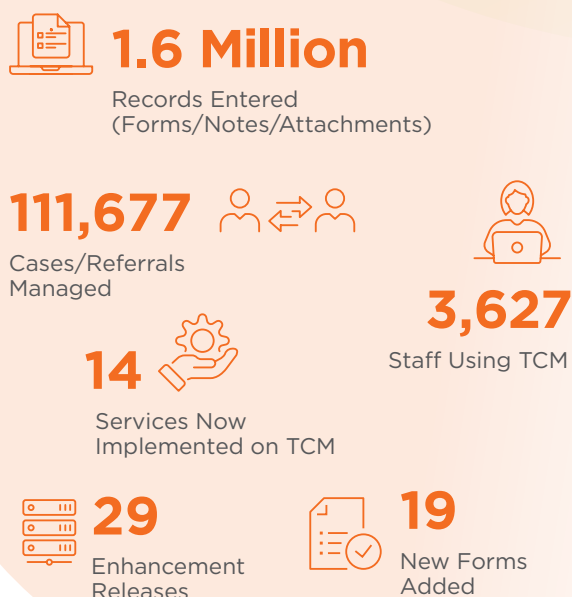 1.6 Million
Records Entered
(Forms/Notes/Attachments)
111,677
Cases/Referrals
Managed
3,627
Staff Using TCM
14
Services Now
Implemented on TCM
29
Enhancement
Releases
19
New Forms
Added